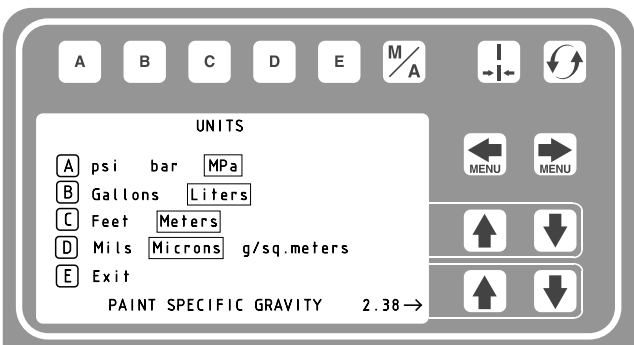 A B C D E M/A
UNITS
A psi bar MPa
B Gallons Liters
C Feet Meters
D Mils Microns g/sq.meters
E Exit
PAINT SPECIFIC GRAVITY 2.38→
MENU MENU